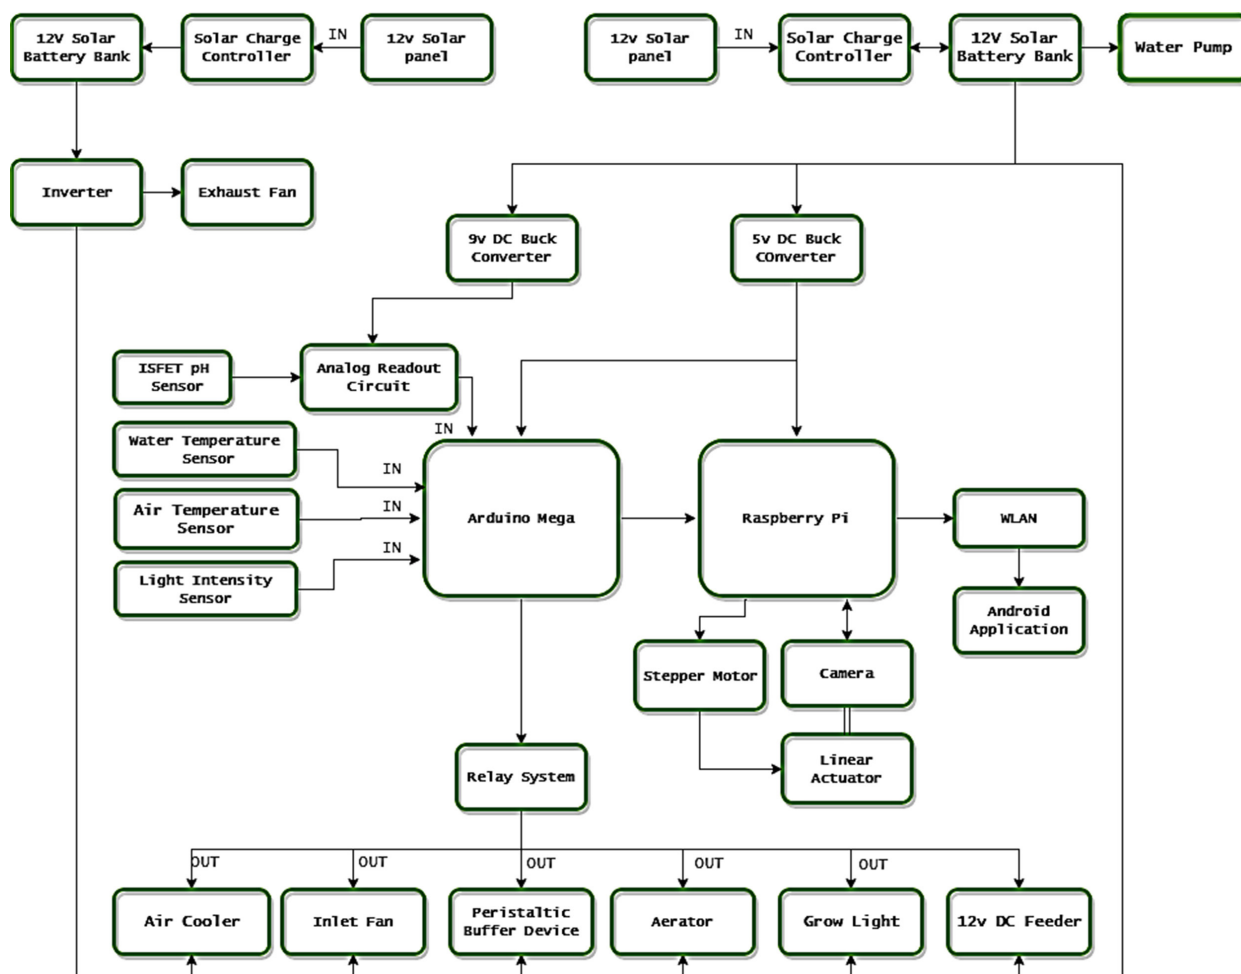 12V Solar
Battery Bank
Solar Charge
Controller
IN
12v Solar
panel
12v Solar
panel
IN
Solar Charge
Controller
12V Solar
Battery Bank
Water Pump
Inverter
Exhaust Fan
9v DC Buck
Converter
5v DC Buck
COnverter
ISFET pH
Sensor
Analog Readout
Circuit
IN
Water Temperature
Sensor
IN
Air Temperature
Sensor
IN
Light Intensity
Sensor
IN
Arduino Mega
Raspberry Pi
WLAN
Android
Application
Stepper Motor
Camera
Linear
Actuator
Relay System
OUT
OUT
OUT
OUT
OUT
Air Cooler
Inlet Fan
Peristaltic
Buffer Device
Aerator
Grow Light
12v DC Feeder